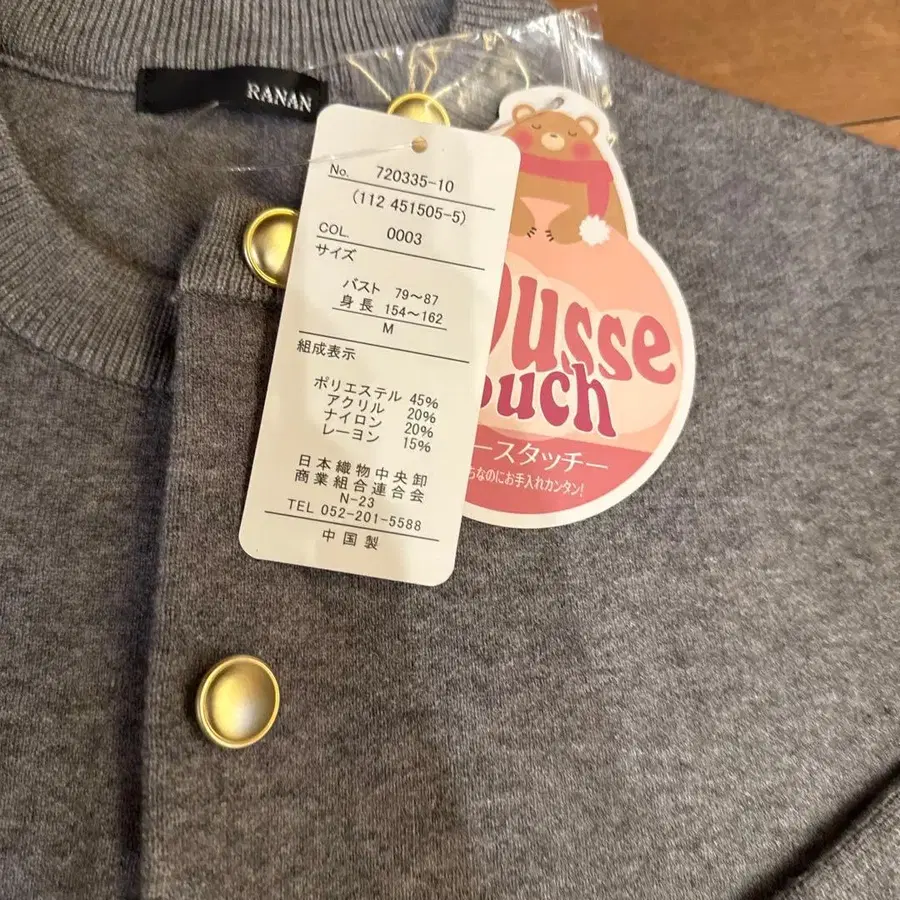 RANAN
No. 720335-10
(112 451505-5)
COL. 0003
サイズ
バスト 79〜87
身長 154〜162
M
組成表示
ポリエステル 45%
アクリル 20%
ナイロン 20%
レーヨン 15%
日本織物中央卸
商業組合連合会
N-23
TEL 052-201-5588
中国製
ousse
ouch
ースタッチー
ちなのにお手入れカンタン!